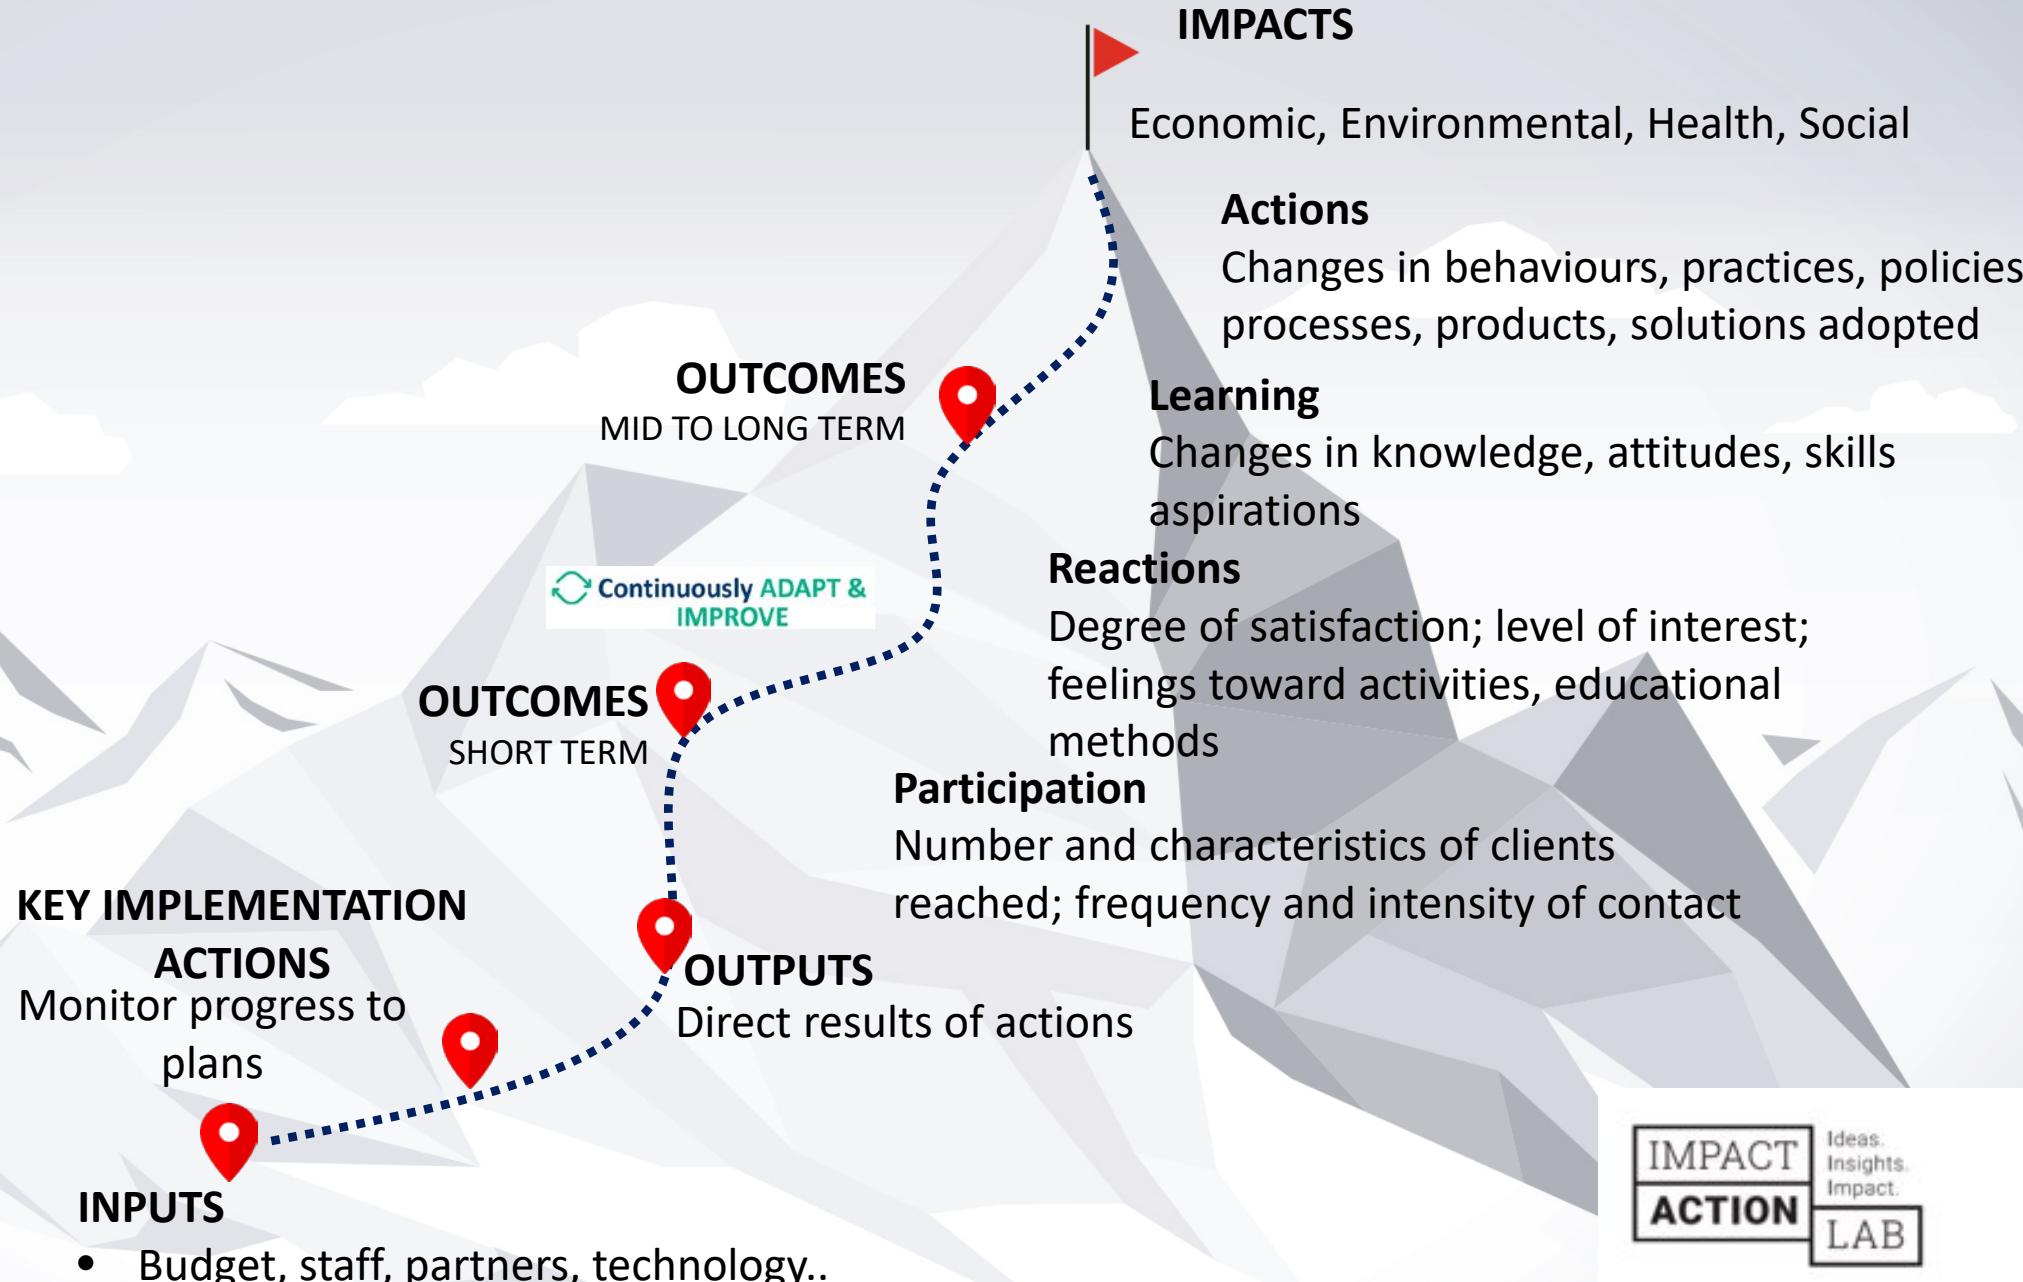 IMPACTS
Economic, Environmental, Health, Social
Actions
Changes in behaviours, practices, policies
processes, products, solutions adopted
OUTCOMES
MID TO LONG TERM
Learning
Changes in knowledge, attitudes, skills
aspirations
Continuously ADAPT &
IMPROVE
Reactions
Degree of satisfaction; level of interest;
feelings toward activities, educational
methods
OUTCOMES
SHORT TERM
Participation
Number and characteristics of clients
reached; frequency and intensity of contact
KEY IMPLEMENTATION
ACTIONS
Monitor progress to
plans
OUTPUTS
Direct results of actions
INPUTS
• Budget, staff, partners, technology..
IMPACT
ACTION
LAB
Ideas.
Insights.
Impact.